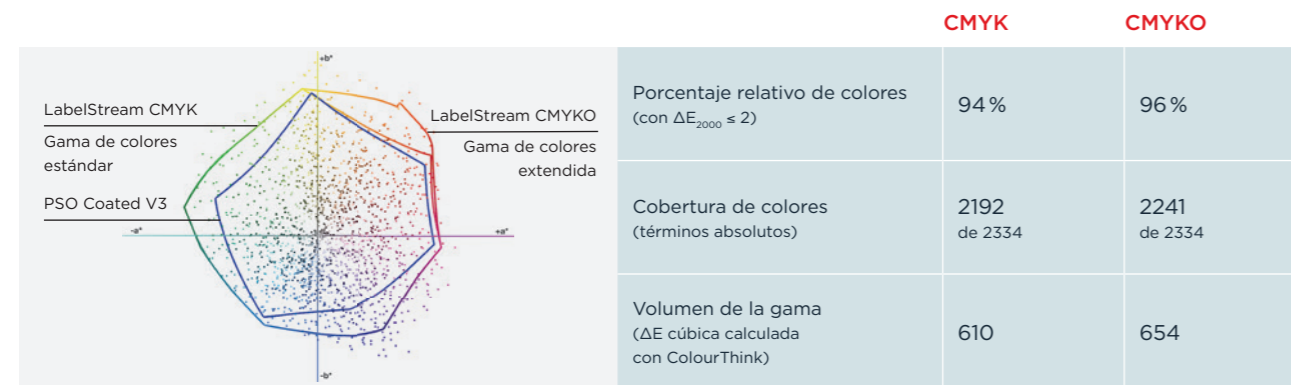 CMYK CMYKO
+b*
LabelStream CMYK
Gama de colores
estándar
PSO Coated V3
LabelStream CMYKO
Gama de colores
extendida
-a* +a*
-b*
Porcentaje relativo de colores
(con ΔE2000 ≤ 2)
94 % 96 %
Cobertura de colores
(términos absolutos)
2192 2241
de 2334 de 2334
Volumen de la gama
(ΔE cúbica calculada
con ColourThink)
610 654